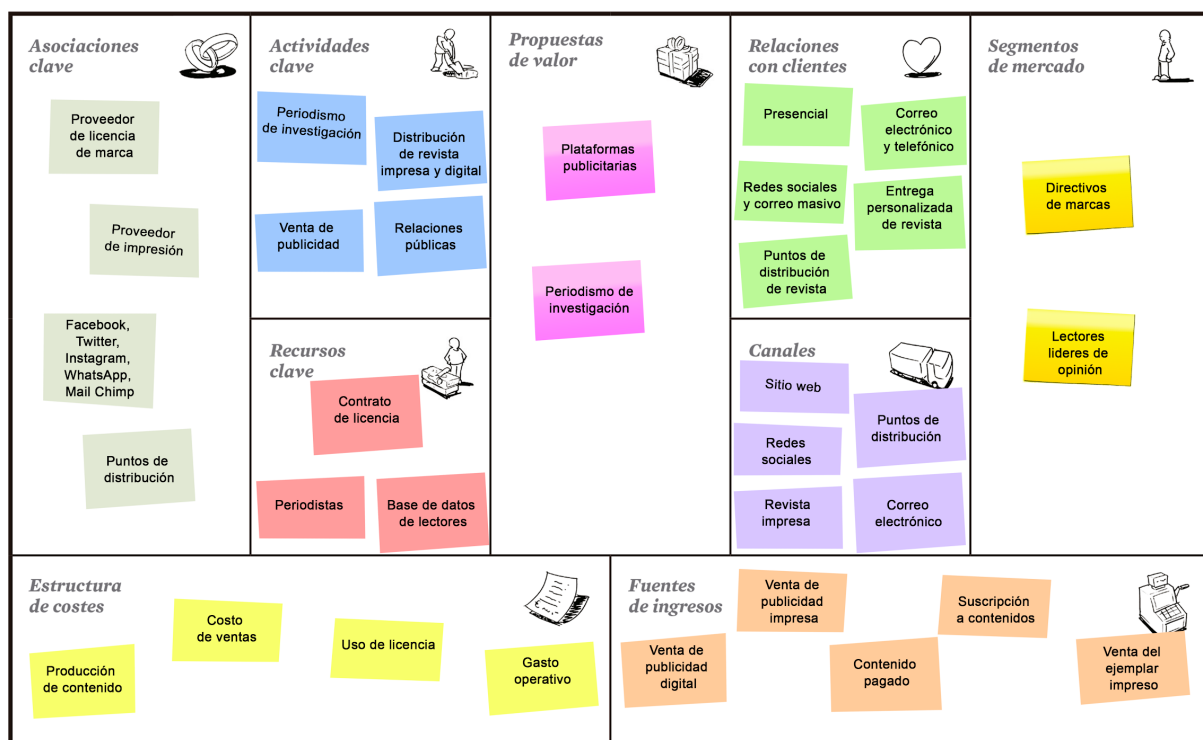 Asociaciones
clave
Proveedor
de licencia
de marca
Proveedor
de impresión
Facebook,
Twitter,
Instagram,
WhatsApp,
Mail Chimp
Puntos de
distribución
Actividades
clave
Periodismo
de investigación
Distribución
de revista
impresa y digital
Venta de
publicidad
Relaciones
públicas
Recursos
clave
Contrato
de licencia
Periodistas
Base de datos
de lectores
Propuestas
de valor
Plataformas
publicitarias
Periodismo de
investigación
Relaciones
con clientes
Presencial
Correo
electrónico
y telefónico
Redes sociales
y correo masivo
Entrega
personalizada
de revista
Puntos de
distribución
de revista
Canales
Sitio web
Puntos de
distribución
Redes
sociales
Revista
impresa
Correo
electrónico
Segmentos
de mercado
Directivos
de marcas
Lectores
lideres de
opinión
Estructura
de costes
Producción
de contenido
Costo
de ventas
Uso de licencia
Gasto
operativo
Fuentes
de ingresos
Venta de
publicidad
digital
Venta de
publicidad
impresa
Contenido
pagado
Suscripción
a contenidos
Venta del
ejemplar
impreso